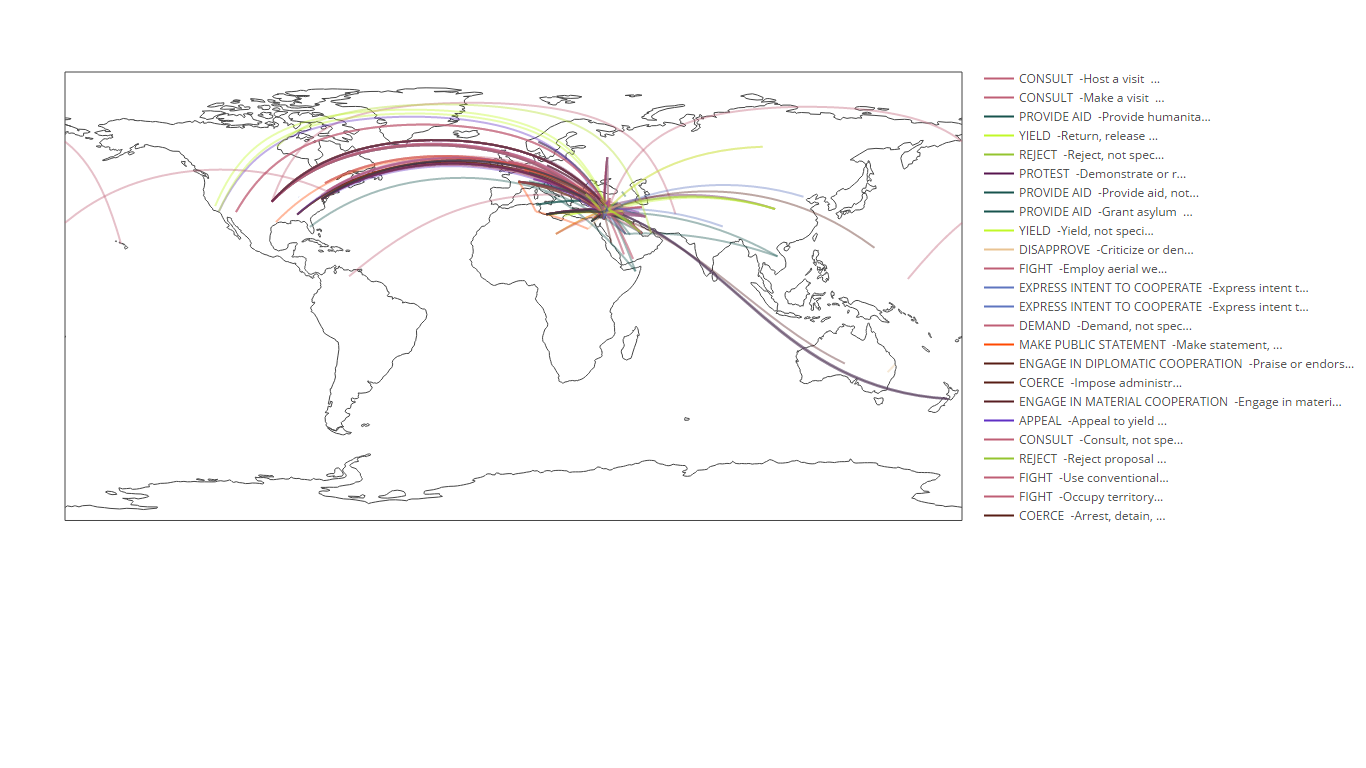 CONSULT -Host a visit ...
CONSULT -Make a visit ...
PROVIDE AID -Provide humanita...
YIELD -Return, release ...
REJECT -Reject, not spec...
PROTEST -Demonstrate or r...
PROVIDE AID -Provide aid, not...
PROVIDE AID -Grant asylum ...
YIELD -Yield, not speci...
DISAPPROVE -Criticize or den...
FIGHT -Employ aerial we...
EXPRESS INTENT TO COOPERATE -Express intent t...
EXPRESS INTENT TO COOPERATE -Express intent t...
DEMAND -Demand, not spec...
MAKE PUBLIC STATEMENT -Make statement, ...
ENGAGE IN DIPLOMATIC COOPERATION -Praise or endors...
COERCE -Impose administr...
ENGAGE IN MATERIAL COOPERATION -Engage in materi...
APPEAL -Appeal to yield ...
CONSULT -Consult, not spe...
REJECT -Reject proposal ...
FIGHT -Use conventional...
FIGHT -Occupy territory...
COERCE -Arrest, detain, ...